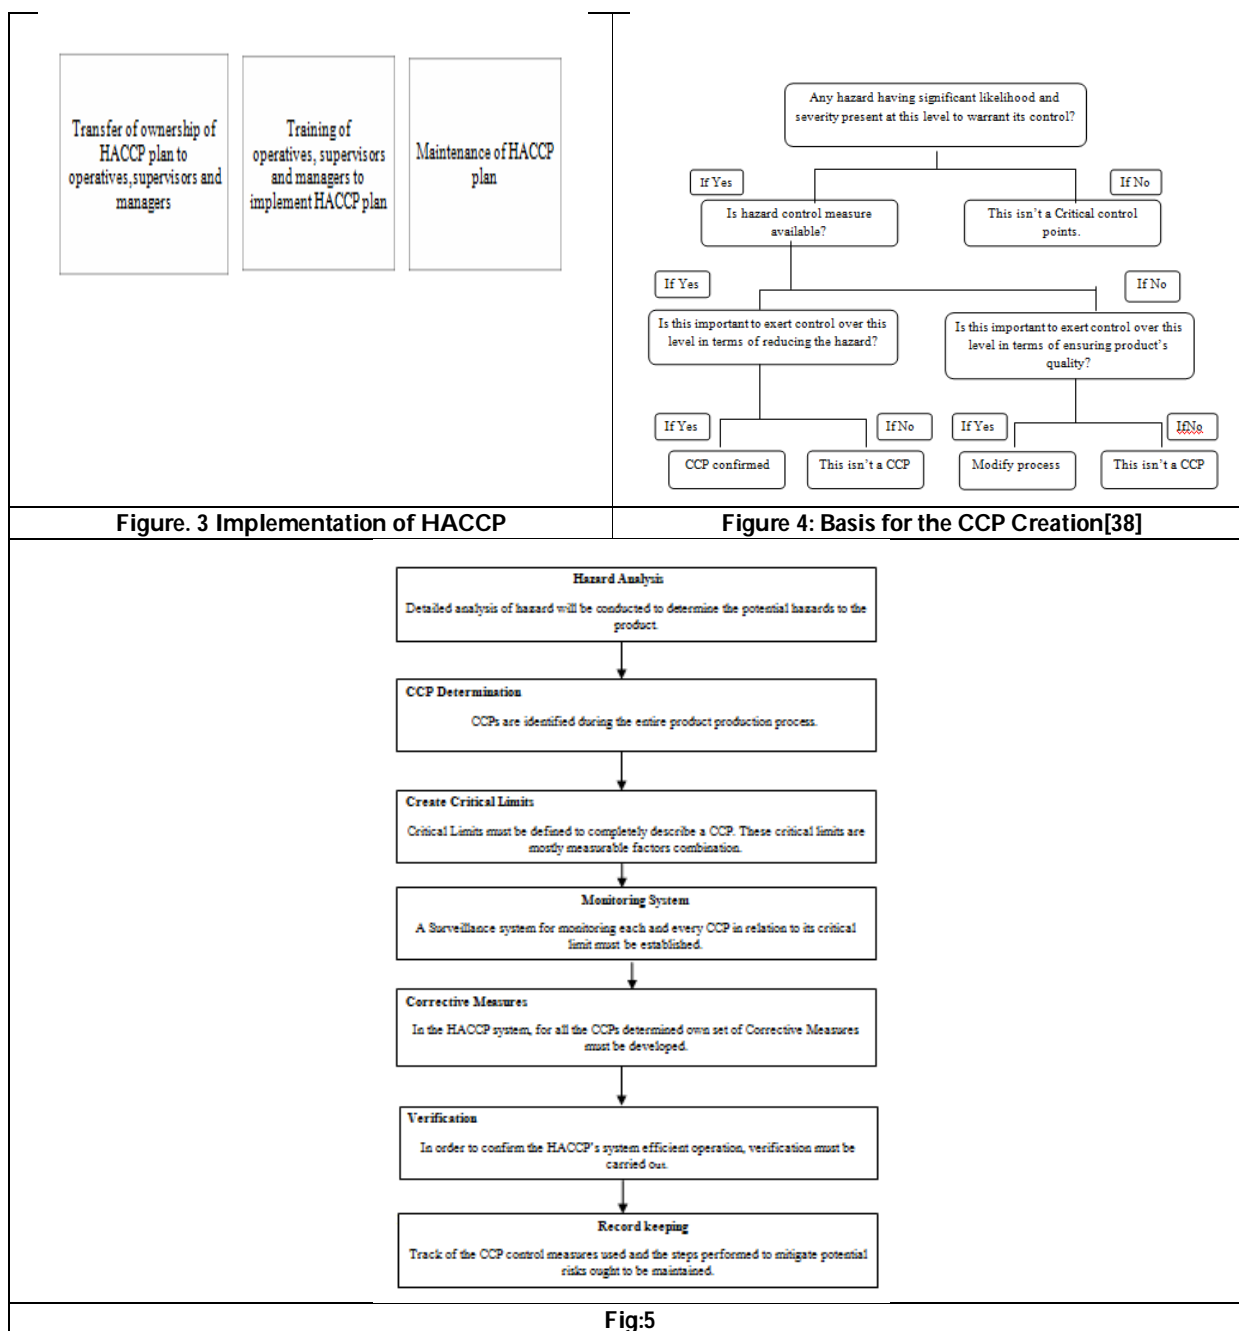 Transfer of ownership of
HACCP plan to
operatives,supervisors and
managers
Training of
operatives, supervisors
and managers to
implement HACCP plan
Maintenance of HACCP
plan
Figure. 3 Implementation of HACCP
Any hazard having significant likelihood and
severity present at this level to warrant its control?
If Yes
If No
Is hazard control measure
available?
This isn't a Critical control
points.
If Yes
If No
Is this important to exert control over this
level in terms of reducing the hazard?
Is this important to exert control over this
level in terms of ensuring product's
quality?
If Yes
If No
If Yes
IfNo
CCP confirmed
This isn't a CCP
Modify process
This isn't a CCP
Figure 4: Basis for the CCP Creation[38]
Hazard Analysis
Detailed analysis of hazard will be conducted to determine the potential hazards to the
product.
CCP Determination
CCPs are identified during the entire product production process.
Create Critical Limits
Critical Limits must be defined to completely describe a CCP. These critical limits are
mostly measurable factors combination.
Monitoring System
A Surveillance system for monitoring each and every CCP in relation to its critical
limit must be established.
Corrective Measures
In the HACCP system, for all the CCPs determined own set of Corrective Measures
must be developed.
Verification
In order to confirm the HACCP's system efficient operation, verification must be
carried out.
Record keeping
Track of the CCP control measures used and the steps performed to mitigate potential
risks ought to be maintained.
Fig:5